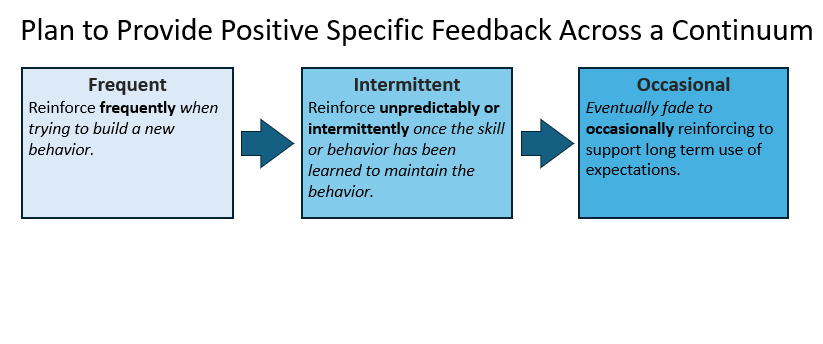 Plan to Provide Positive Specific Feedback Across a Continuum
Frequent
Reinforce frequently when
trying to build a new
behavior.
Intermittent
Reinforce unpredictably or
intermittently once the skill
or behavior has been
learned to maintain the
behavior.
Occasional
Eventually fade to
occasionally reinforcing to
support long term use of
expectations.